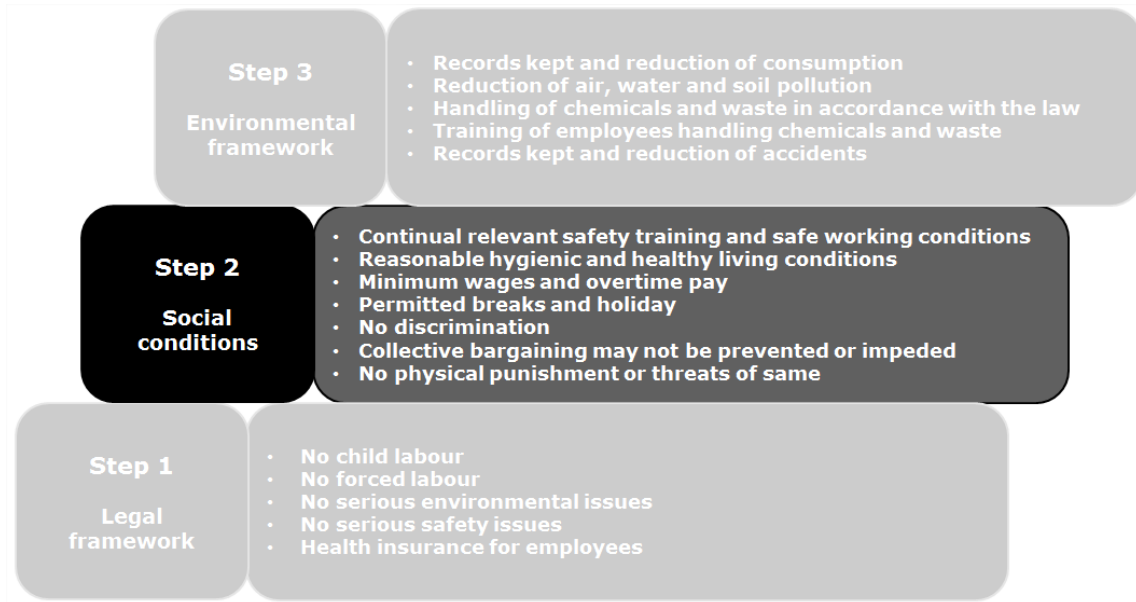 Step 3
Environmental
framework
• Records kept and reduction of consumption
• Reduction of air, water and soil pollution
• Handling of chemicals and waste in accordance with the law
• Training of employees handling chemicals and waste
• Records kept and reduction of accidents
Step 2
Social
conditions
• Continual relevant safety training and safe working conditions
• Reasonable hygienic and healthy living conditions
• Minimum wages and overtime pay
• Permitted breaks and holiday
• No discrimination
• Collective bargaining may not be prevented or impeded
• No physical punishment or threats of same
Step 1
Legal
framework
• No child labour
• No forced labour
• No serious environmental issues
• No serious safety issues
• Health insurance for employees